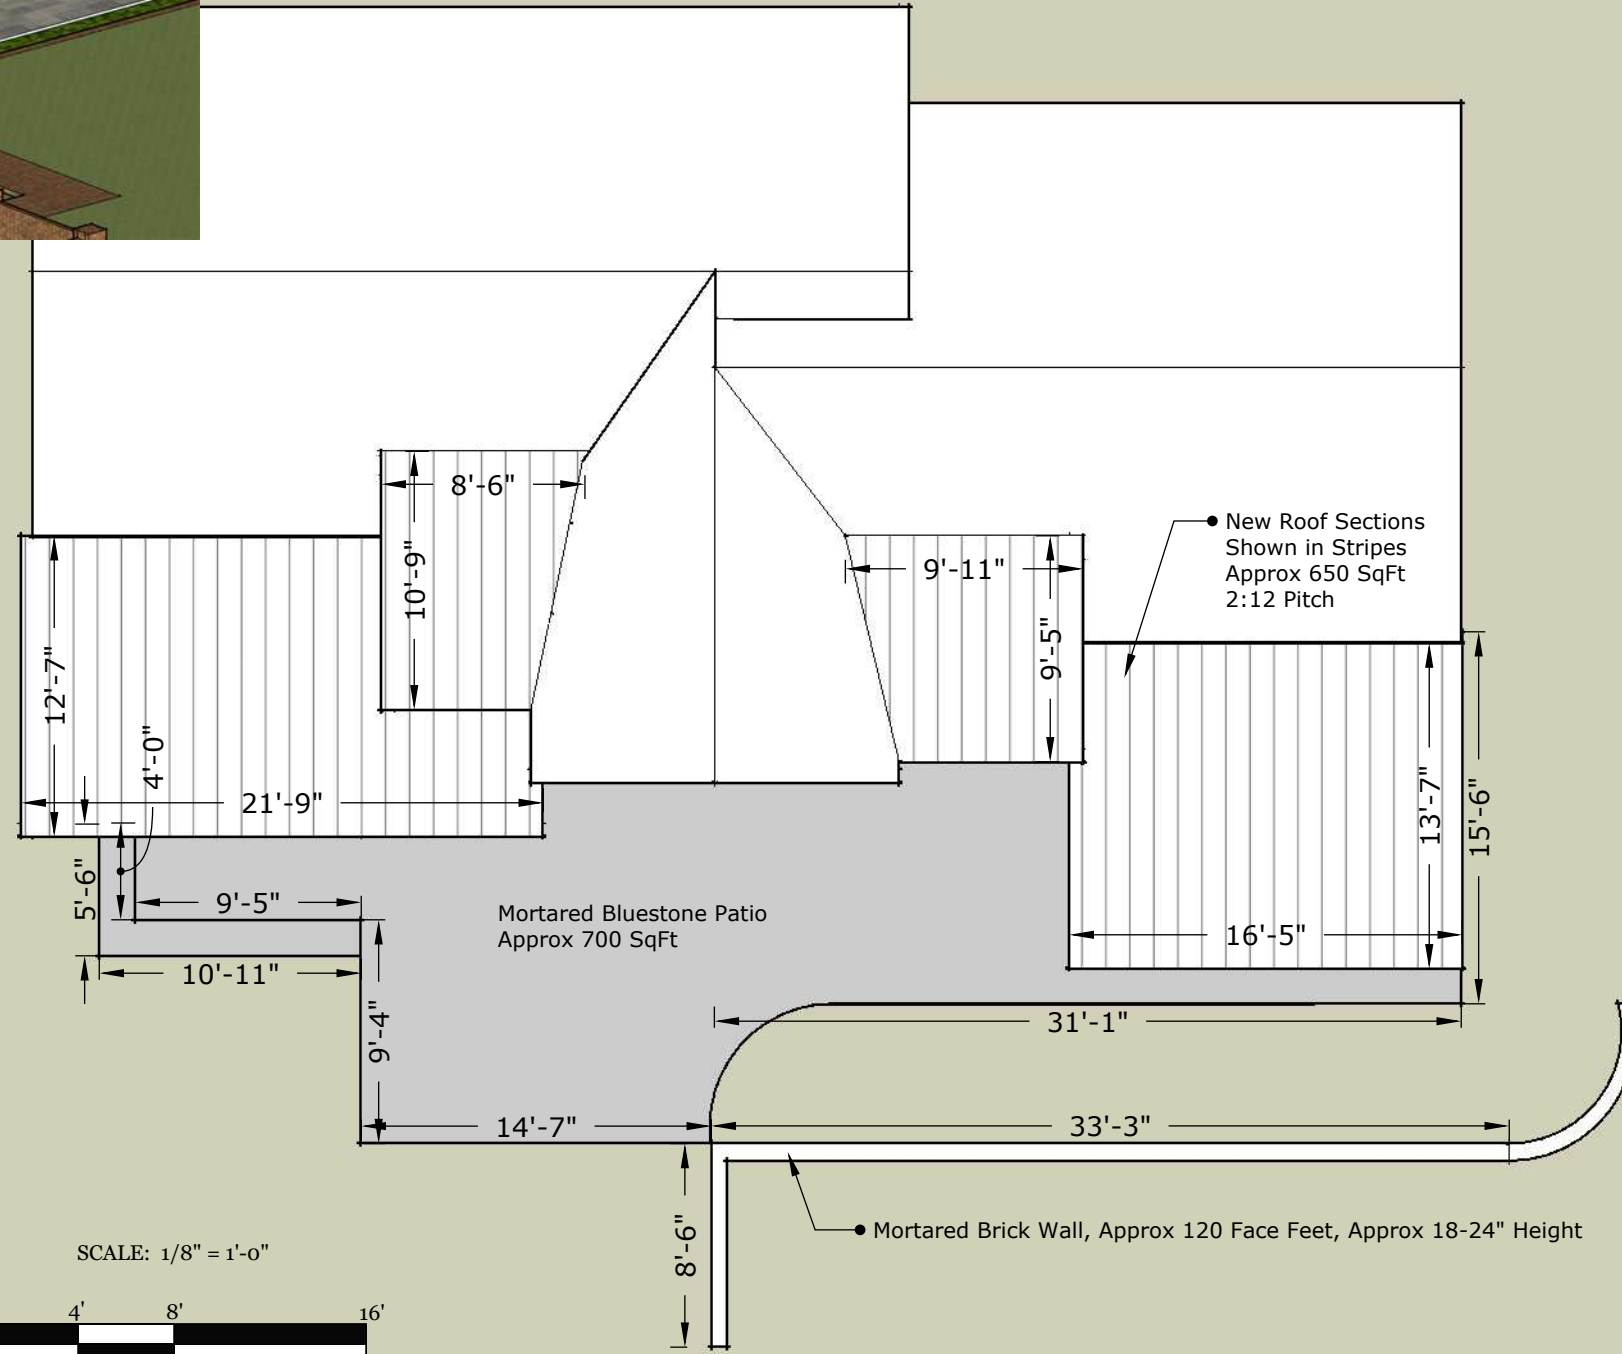 8'-6"
10'-9"
New Roof Sections
Shown in Stripes
Approx 650 SqFt
2:12 Pitch
9'-11"
9'-5"
12'-7"
4'-0"
21'-9"
13'-7"
15'-6"
5'-6"
9'-5"
Mortared Bluestone Patio
Approx 700 SqFt
16'-5"
10'-11"
9'-4"
31'-1"
14'-7"
33'-3"
8'-6"
Mortared Brick Wall, Approx 120 Face Feet, Approx 18-24" Height
SCALE: 1/8" = 1'-0"
4' 8' 16'